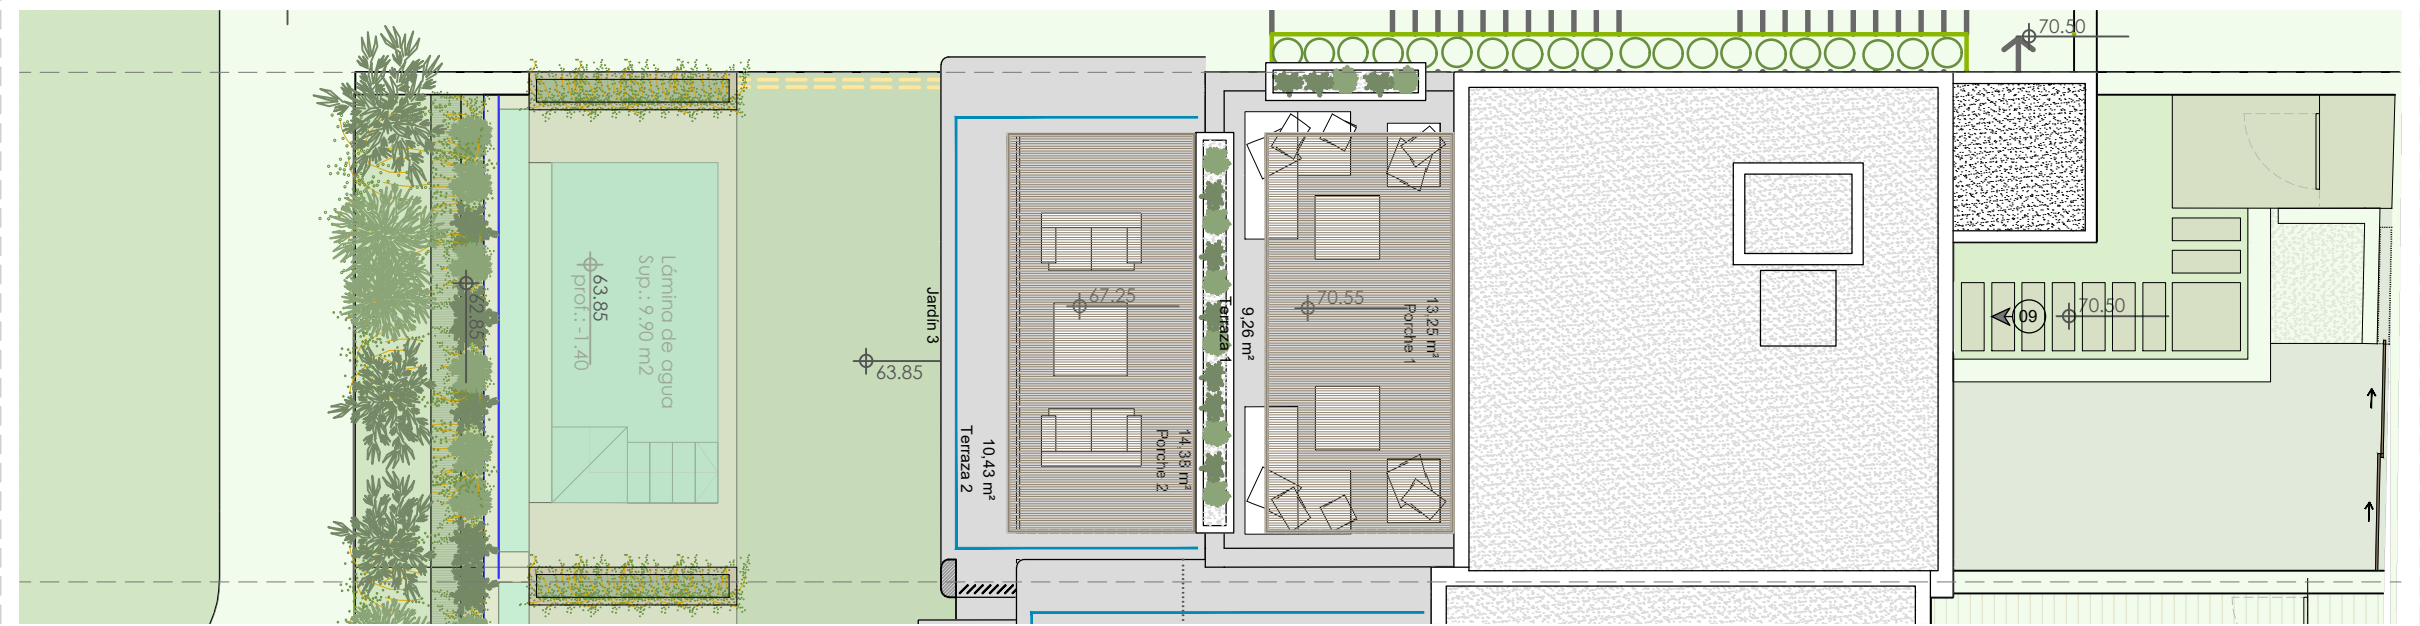 70.50
62.85
63.85
prof.: -1.40
Lámina de agua
Sup.: 9.90 m2
63.85
Jardín 3
Terraza 2
10,43 m²
67.25
Porche 2
14,38 m²
Terraza 1
9,26 m²
70.55
Porche 1
13,25 m²
09
70.50